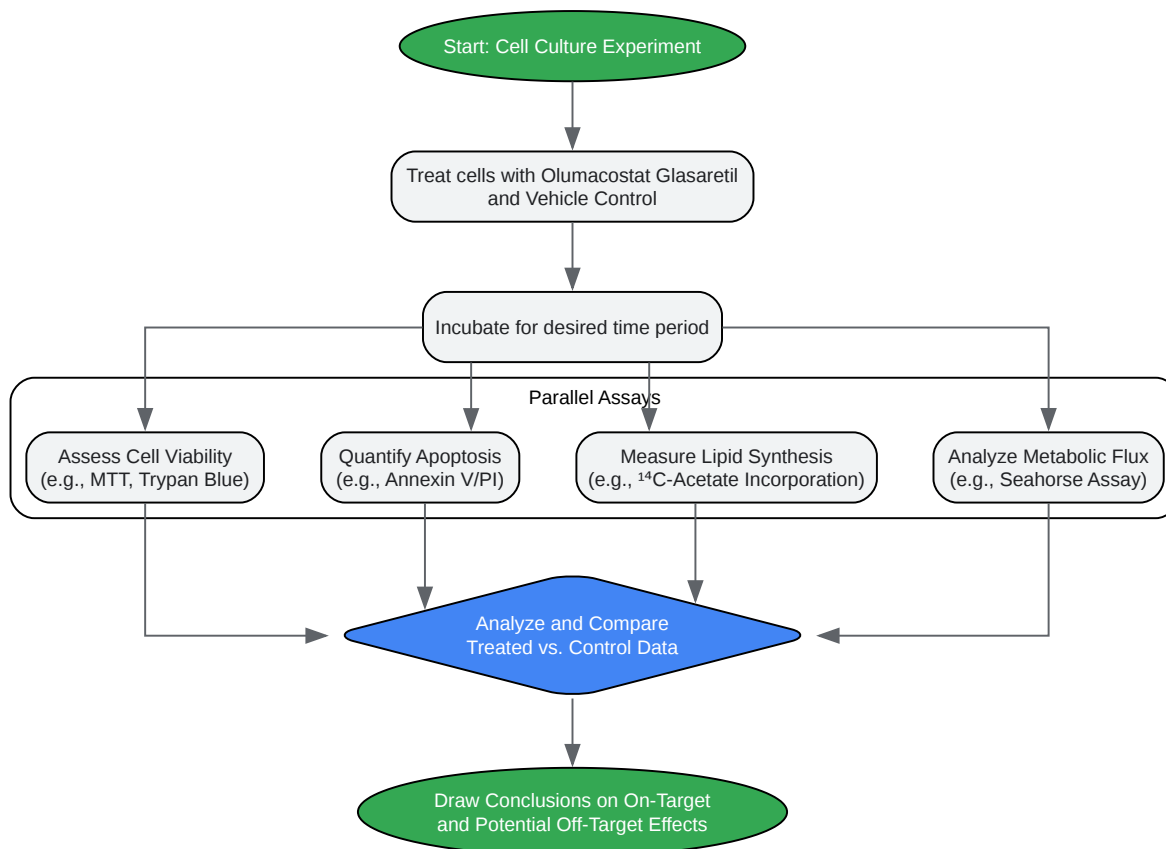 Start: Cell Culture Experiment
Treat cells with Olumacostat Glasaretil
and Vehicle Control
Incubate for desired time period
Parallel Assays
Assess Cell Viability
(e.g., MTT, Trypan Blue)
Quantify Apoptosis
(e.g., Annexin V/PI)
Measure Lipid Synthesis
(e.g., ¹⁴C-Acetate Incorporation)
Analyze Metabolic Flux
(e.g., Seahorse Assay)
Analyze and Compare
Treated vs. Control Data
Draw Conclusions on On-Target
and Potential Off-Target Effects